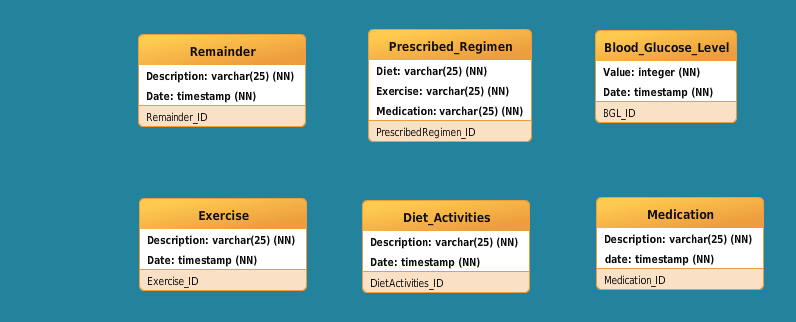 Remainder
Description: varchar(25) (NN)
Date: timestamp (NN)
Remainder_ID
Prescribed_Regimen
Diet: varchar(25) (NN)
Exercise: varchar(25) (NN)
Medication: varchar(25) (NN)
PrescribedRegimen_ID
Blood_Glucose_Level
Value: integer (NN)
Date: timestamp (NN)
BGL_ID
Exercise
Description: varchar(25) (NN)
Date: timestamp (NN)
Exercise_ID
Diet_Activities
Description: varchar(25) (NN)
Date: timestamp (NN)
DietActivities_ID
Medication
Description: varchar(25) (NN)
date: timestamp (NN)
Medication_ID